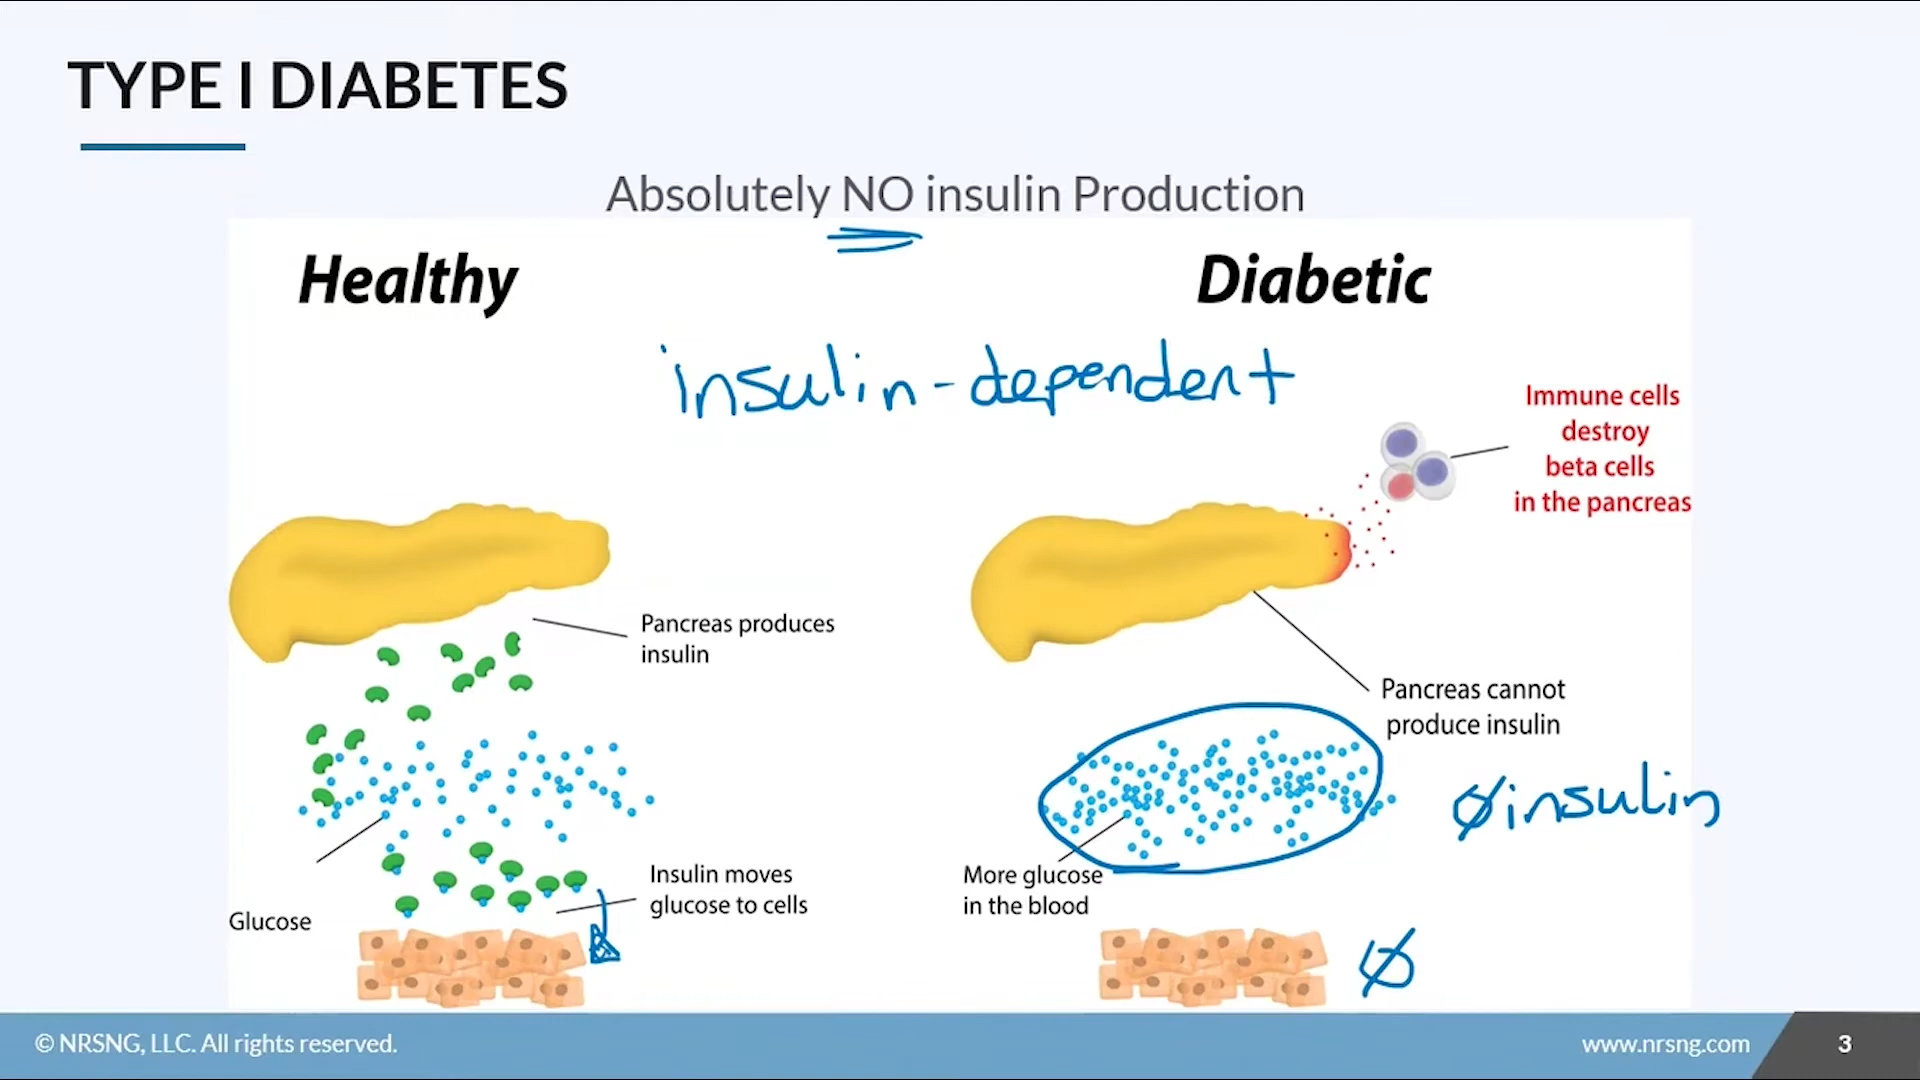 TYPE I DIABETES
Absolutely NO insulin Production
Healthy
Diabetic
insulin-dependent
Immune cells
destroy
beta cells
in the pancreas
Pancreas produces
insulin
Pancreas cannot
produce insulin
Ø insulin
Glucose
Insulin moves
glucose to cells
More glucose
in the blood
Ø
© NRSNG, LLC. All rights reserved.
www.nrsng.com
3